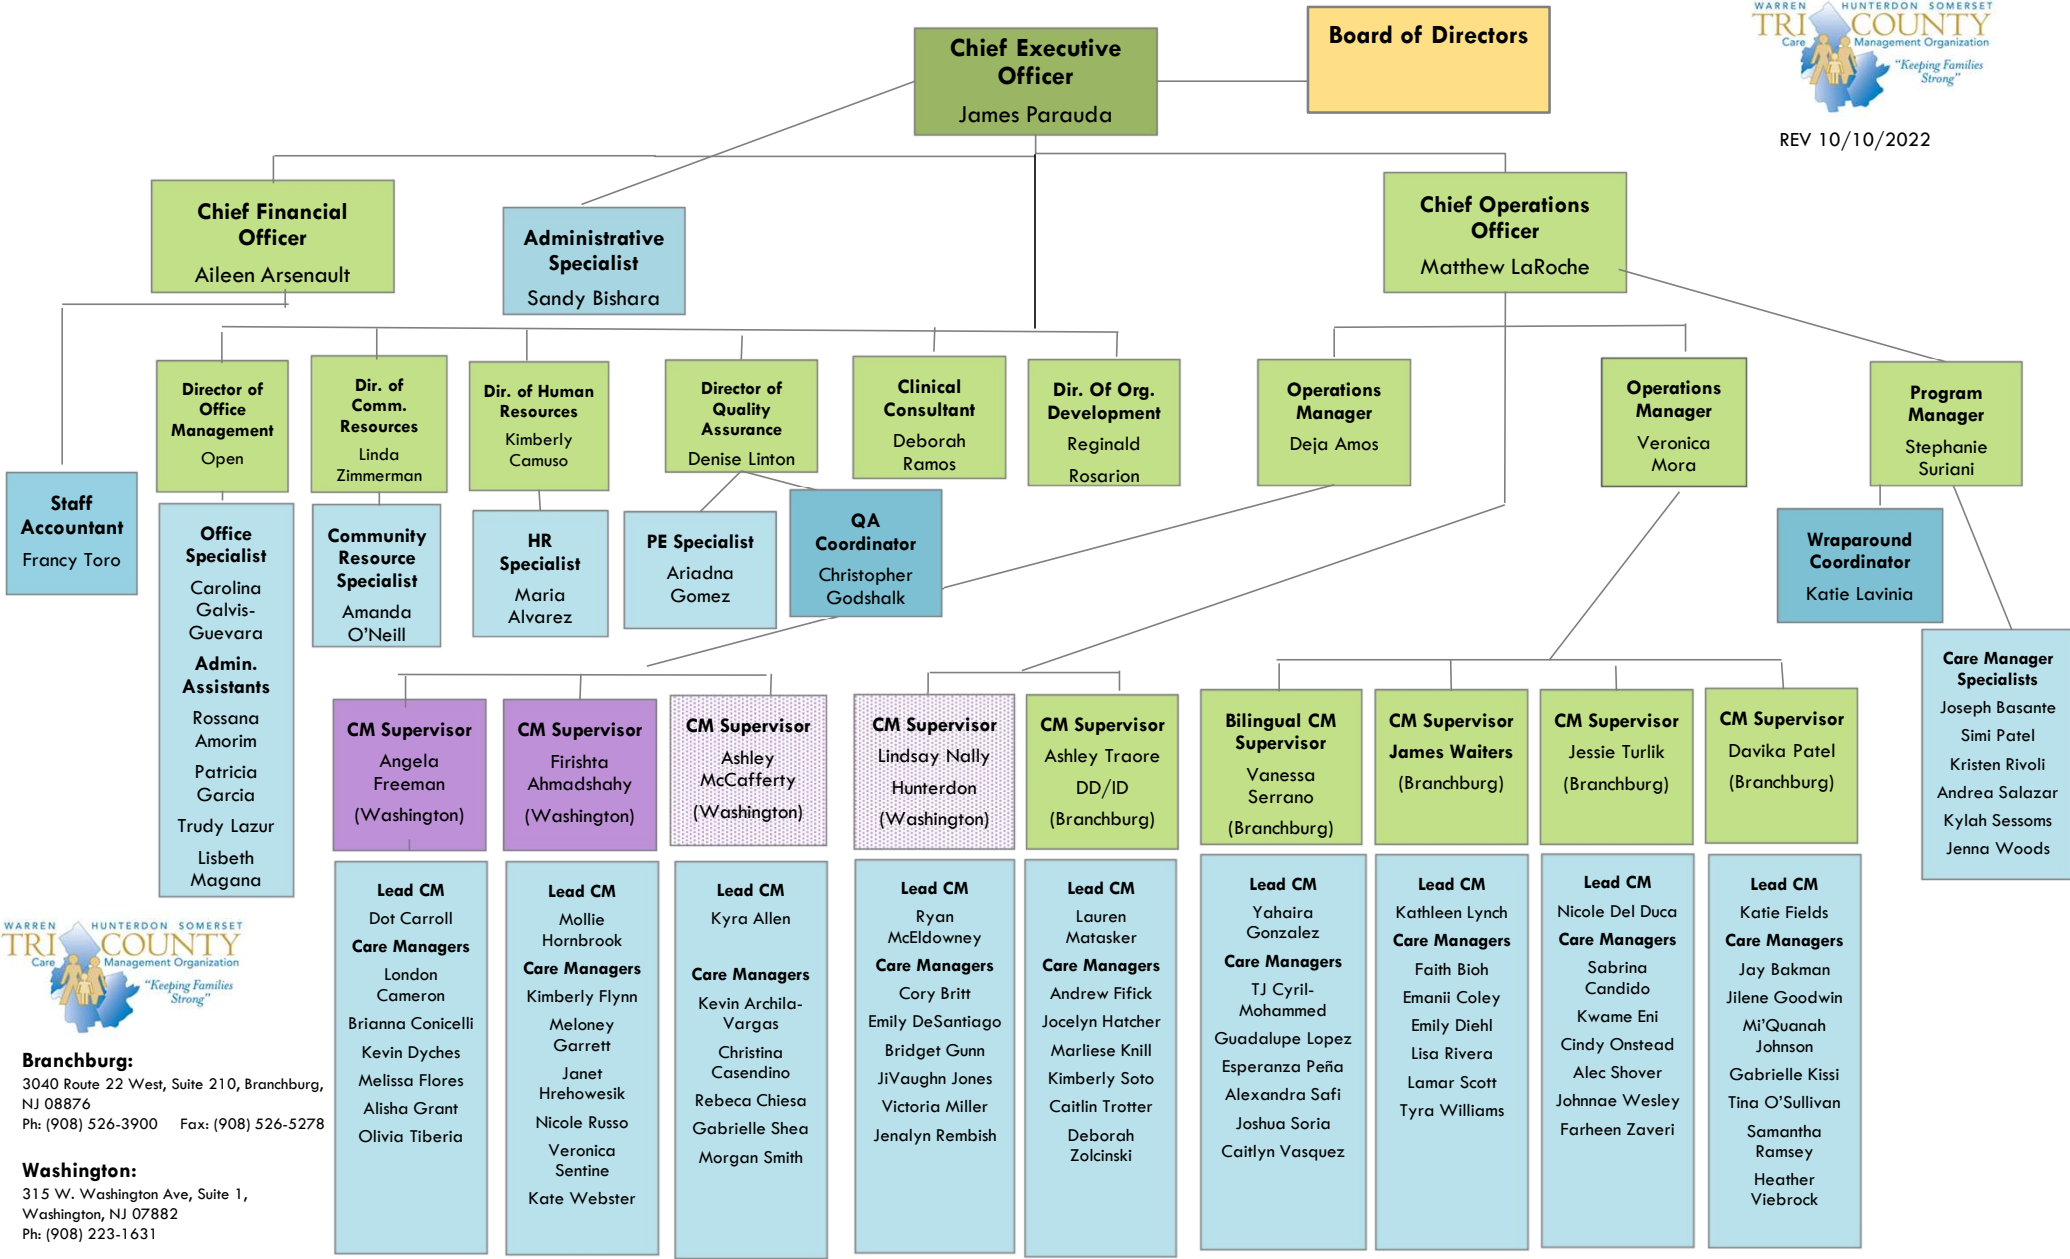 WARREN HUNTERDON SOMERSET
TRI COUNTY
Care Management Organization
"Keeping Families
Strong"
REV 10/10/2022
Board of Directors
Chief Executive
Officer
James Parauda
Chief Financial
Officer
Aileen Arsenault
Administrative
Specialist
Sandy Bishara
Chief Operations
Officer
Matthew LaRoche
Director of
Office
Management
Open
Dir. of
Comm.
Resources
Linda
Zimmerman
Dir. of Human
Resources
Kimberly
Camuso
Director of
Quality
Assurance
Denise Linton
Clinical
Consultant
Deborah
Ramos
Dir. Of Org.
Development
Reginald
Rosarion
Operations
Manager
Deja Amos
Operations
Manager
Veronica
Mora
Program
Manager
Stephanie
Suriani
Staff
Accountant
Francy Toro
Office
Specialist
Carolina
Galvis-
Guevara
Admin.
Assistants
Rossana
Amorim
Patricia
Garcia
Trudy Lazur
Lisbeth
Magana
Community
Resource
Specialist
Amanda
O'Neill
HR
Specialist
Maria
Alvarez
PE Specialist
Ariadna
Gomez
QA
Coordinator
Christopher
Godshalk
Wraparound
Coordinator
Katie Lavinia
Care Manager
Specialists
Joseph Basante
Simi Patel
Kristen Rivoli
Andrea Salazar
Kylah Sessoms
Jenna Woods
CM Supervisor
Angela
Freeman
(Washington)
CM Supervisor
Firishta
Ahmadshahy
(Washington)
CM Supervisor
Ashley
McCafferty
(Washington)
CM Supervisor
Lindsay Nally
Hunterdon
(Washington)
CM Supervisor
Ashley Traore
DD/ID
(Branchburg)
Bilingual CM
Supervisor
Vanessa
Serrano
(Branchburg)
CM Supervisor
James Waiters
(Branchburg)
CM Supervisor
Jessie Turlik
(Branchburg)
CM Supervisor
Davika Patel
(Branchburg)
Lead CM
Dot Carroll
Care Managers
London
Cameron
Brianna Conicelli
Kevin Dyches
Melissa Flores
Alisha Grant
Olivia Tiberia
Lead CM
Mollie
Hornbrook
Care Managers
Kimberly Flynn
Meloney
Garrett
Janet
Hrehowesik
Nicole Russo
Veronica
Sentine
Kate Webster
Lead CM
Kyra Allen
Care Managers
Kevin Archila-
Vargas
Christina
Casendino
Rebeca Chiesa
Gabrielle Shea
Morgan Smith
Lead CM
Ryan
McEldowney
Care Managers
Cory Britt
Emily DeSantiago
Bridget Gunn
JiVaughn Jones
Victoria Miller
Jenalyn Rembish
Lead CM
Lauren
Matasker
Care Managers
Andrew Fifick
Jocelyn Hatcher
Marliese Knill
Kimberly Soto
Caitlin Trotter
Deborah
Zolcinski
Lead CM
Yahaira
Gonzalez
Care Managers
TJ Cyril-
Mohammed
Guadalupe Lopez
Esperanza Peña
Alexandra Safi
Joshua Soria
Caitlyn Vasquez
Lead CM
Kathleen Lynch
Care Managers
Faith Bioh
Emanii Coley
Emily Diehl
Lisa Rivera
Lamar Scott
Tyra Williams
Lead CM
Nicole Del Duca
Care Managers
Sabrina
Candido
Kwame Eni
Cindy Onstead
Alec Shover
Johnnae Wesley
Farheen Zaveri
Lead CM
Katie Fields
Care Managers
Jay Bakman
Jilene Goodwin
Mi'Quanah
Johnson
Gabrielle Kissi
Tina O'Sullivan
Samantha
Ramsey
Heather
Viebrock
WARREN HUNTERDON SOMERSET
TRI COUNTY
Care Management Organization
"Keeping Families
Strong"
Branchburg:
3040 Route 22 West, Suite 210, Branchburg,
NJ 08876
Ph: (908) 526-3900 Fax: (908) 526-5278
Washington:
315 W. Washington Ave, Suite 1,
Washington, NJ 07882
Ph: (908) 223-1631